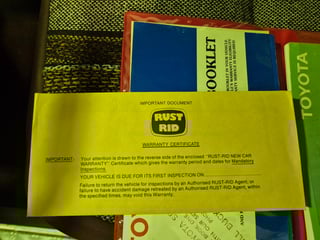 IMPORTANT DOCUMENT
RUST
RID
WARRANTY CERTIFICATE
IMPORTANT: Your attention is drawn to the reverse side of the enclosed "RUST-RID NEW CAR
WARRANTY" Certificate which gives the warranty period and dates for Mandatory
Inspections.
YOUR VEHICLE IS DUE FOR ITS FIRST INSPECTION ON
Failure to return the vehicle for inspections by an Authorised RUST-RID Agent, or
failure to have accident damage refreated by an Authorised RUST-RID Agent, within
the specified times, may void this Warranty.
BOOKLET
TOYOTA